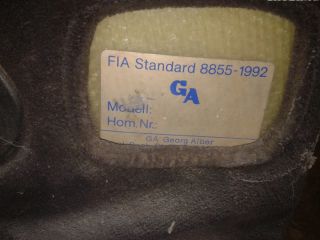 FIA Standard 8855-1992
GA
Modell:
Hom.Nr.:
GA Georg Alber